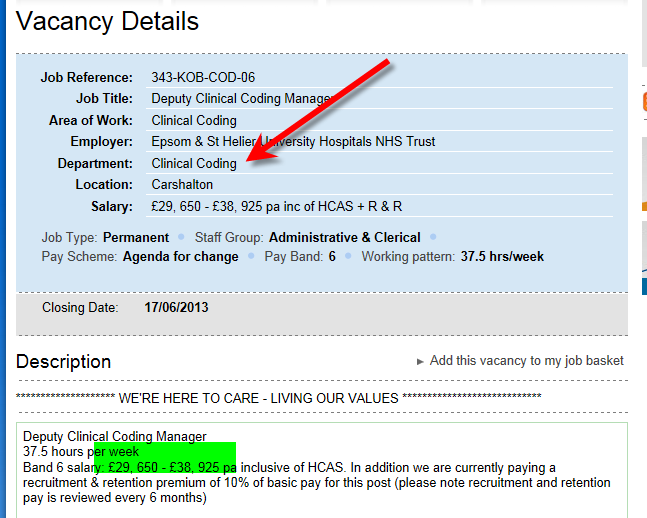 Vacancy Details
Job Reference: 343-KOB-COD-06
Job Title: Deputy Clinical Coding Manager
Area of Work: Clinical Coding
Employer: Epsom & St Helier University Hospitals NHS Trust
Department: Clinical Coding
Location: Carshalton
Salary: £29, 650 - £38, 925 pa inc of HCAS + R & R
Job Type: Permanent Staff Group: Administrative & Clerical
Pay Scheme: Agenda for change Pay Band: 6 Working pattern: 37.5 hrs/week
Closing Date: 17/06/2013
Description
► Add this vacancy to my job basket
******************** WE'RE HERE TO CARE - LIVING OUR VALUES ****************************
Deputy Clinical Coding Manager
37.5 hours per week
Band 6 salary: £29, 650 - £38, 925 pa inclusive of HCAS. In addition we are currently paying a
recruitment & retention premium of 10% of basic pay for this post (please note recruitment and retention
pay is reviewed every 6 months)